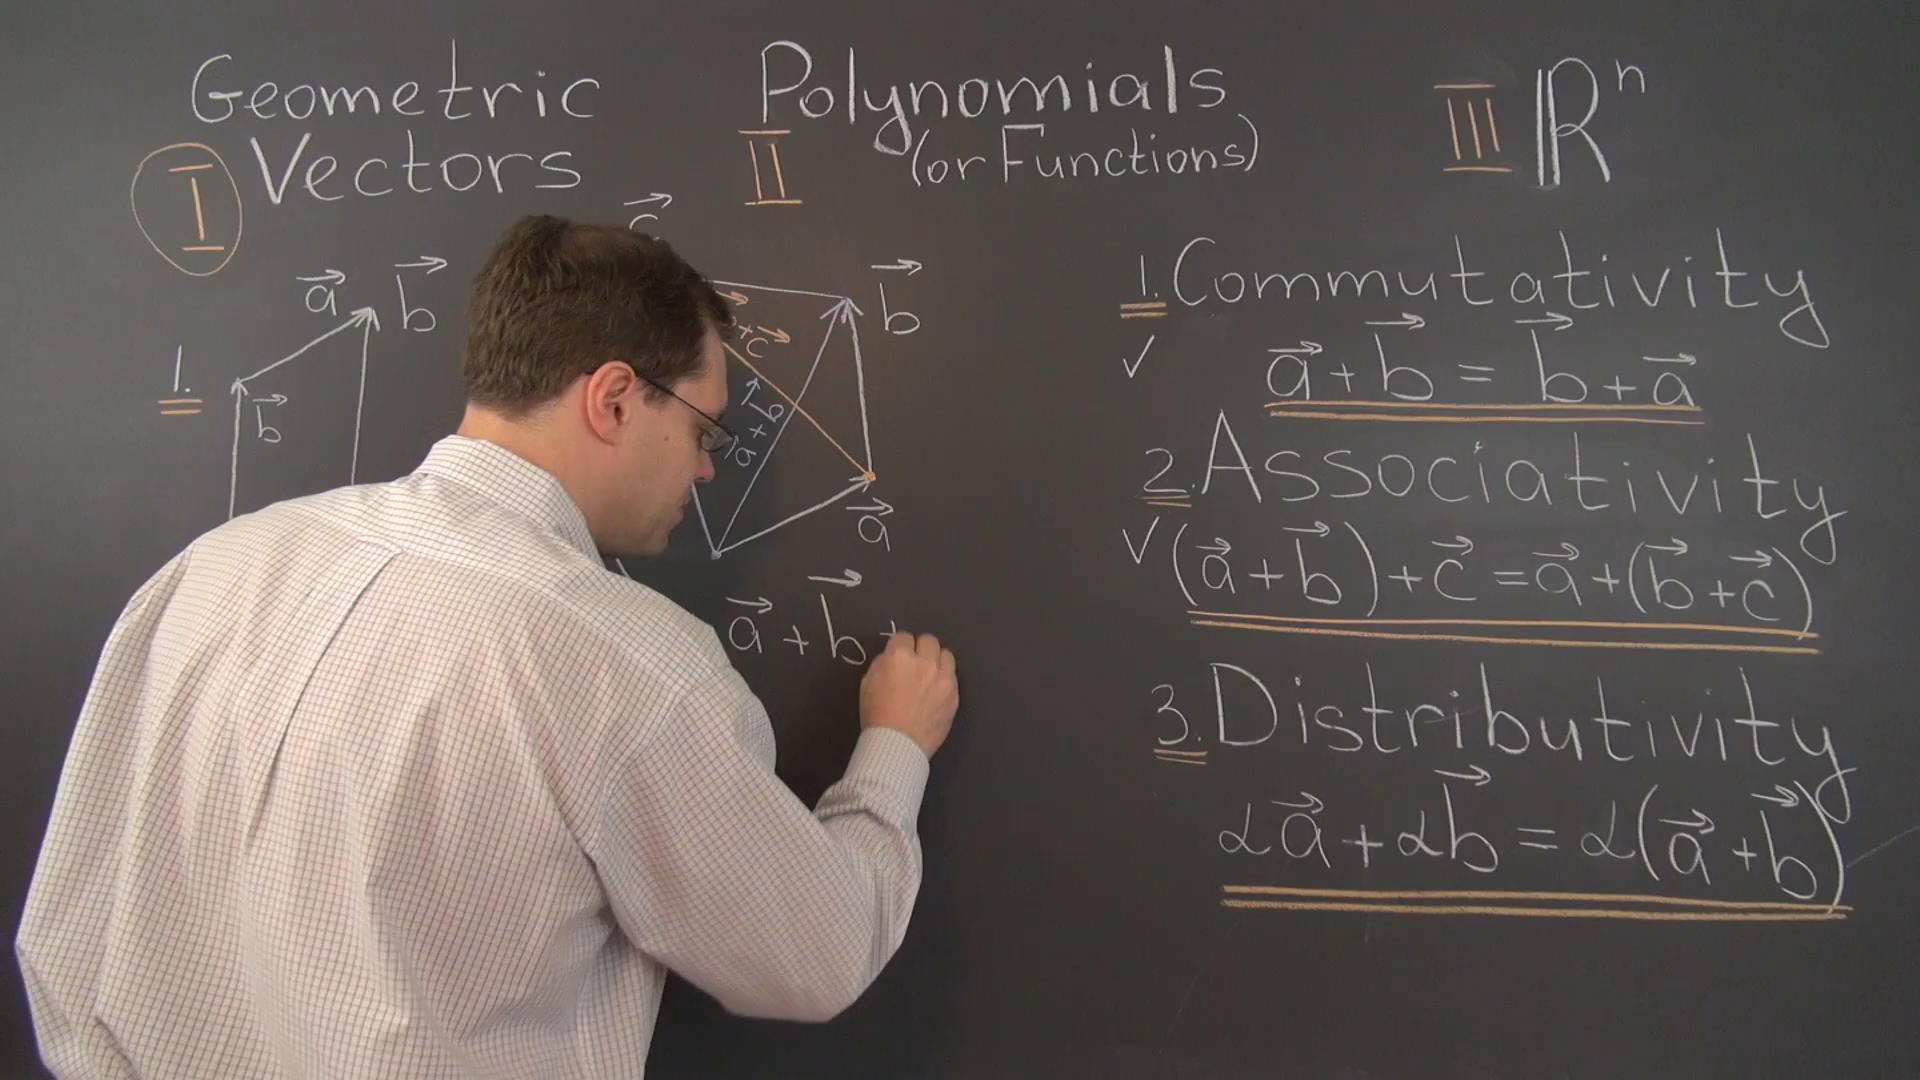 Geometric
Vectors
I
Polynomials
(or Functions)
II
III ℝⁿ
1.
a⃗ b⃗
b⃗
c⃗
b⃗
+c⃗
a⃗+b⃗
a⃗
a⃗ + b⃗ +
1. Commutativity
✓ a⃗ + b⃗ = b⃗ + a⃗
2. Associativity
✓ (a⃗ + b⃗) + c⃗ = a⃗ + (b⃗ + c⃗)
3. Distributivity
αa⃗ + αb⃗ = α(a⃗ + b⃗)